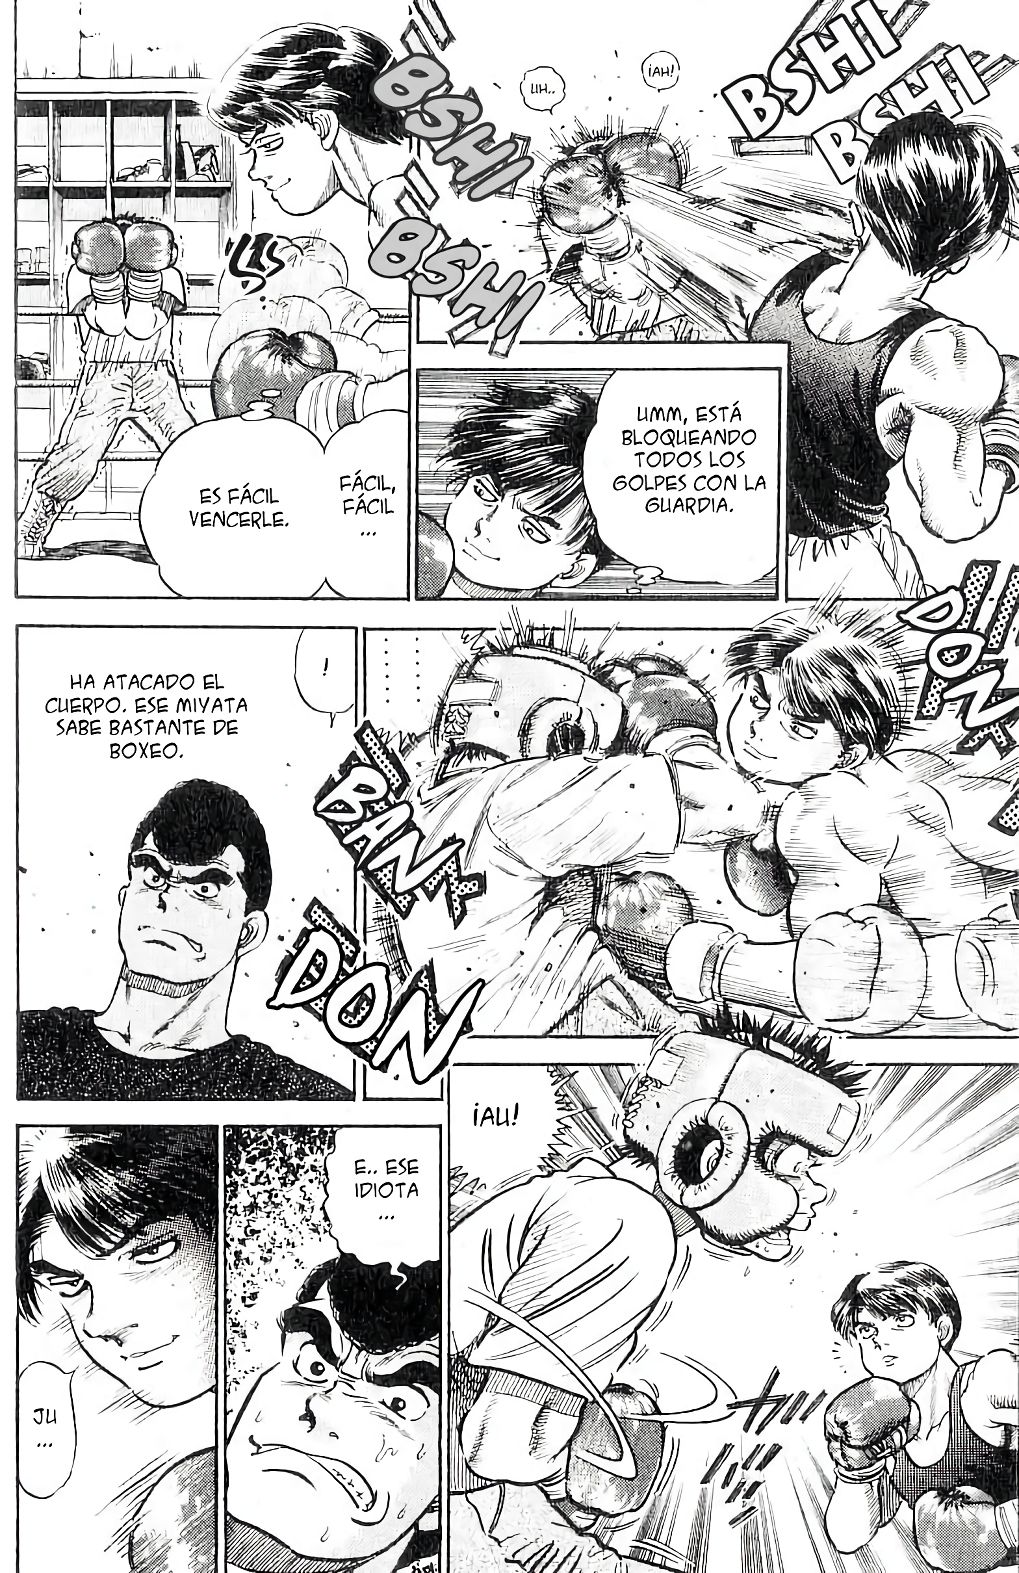 BSHI
BSHI
¡AH!
UH..
BSHI
BSHI
UMM, ESTÁ
BLOQUEANDO
TODOS LOS
GOLPES CON LA
GUARDIA.
FÁCIL,
FÁCIL
...
ES FÁCIL
VENCERLE.
DON
BANK
DON
!
HA ATACADO EL
CUERPO. ESE MIYATA
SABE BASTANTE DE
BOXEO.
¡AU!
E.. ESE
IDIOTA
...
JU
...